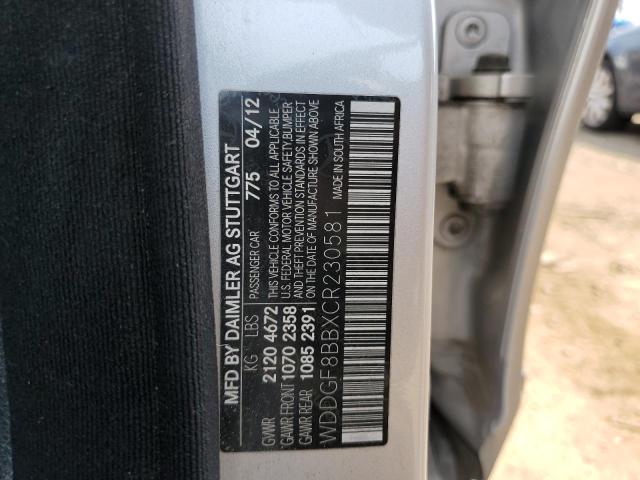 MFD BY DAIMLER AG STUTTGART
KG LBS PASSENGER CAR 775 04/12
GVWR 2120 4672 THIS VEHICLE CONFORMS TO ALL APPLICABLE
GAWR FRONT 1070 2358 U.S. FEDERAL MOTOR VEHICLE SAFETY, BUMPER
GAWR REAR 1085 2391 AND THEFT PREVENTION STANDARDS IN EFFECT
ON THE DATE OF MANUFACTURE SHOWN ABOVE
WDDGF8BBXCR230581 MADE IN SOUTH AFRICA